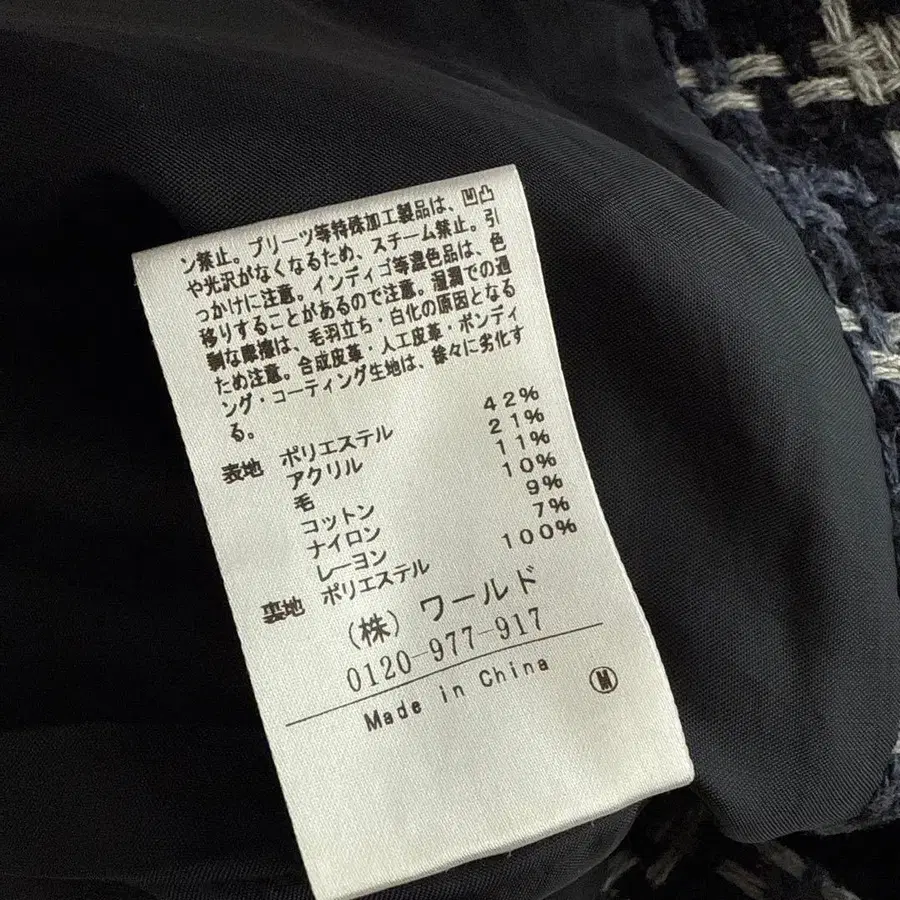 ン禁止。プリーツ等特殊加工製品は、凹凸
や光沢がなくなるため、スチーム禁止。引
っかけに注意。インディゴ等濃色品は、色
移りすることがあるので注意。湿潤での過
剰な摩擦は、毛羽立ち・白化の原因となる
ため注意。合成皮革・人工皮革・ボンディ
ング・コーティング生地は、徐々に劣化す
る。
表地 ポリエステル 42%
アクリル 21%
毛 11%
コットン 10%
ナイロン 9%
レーヨン 7%
裏地 ポリエステル 100%
(株) ワールド
0120-977-917
Made in China
M